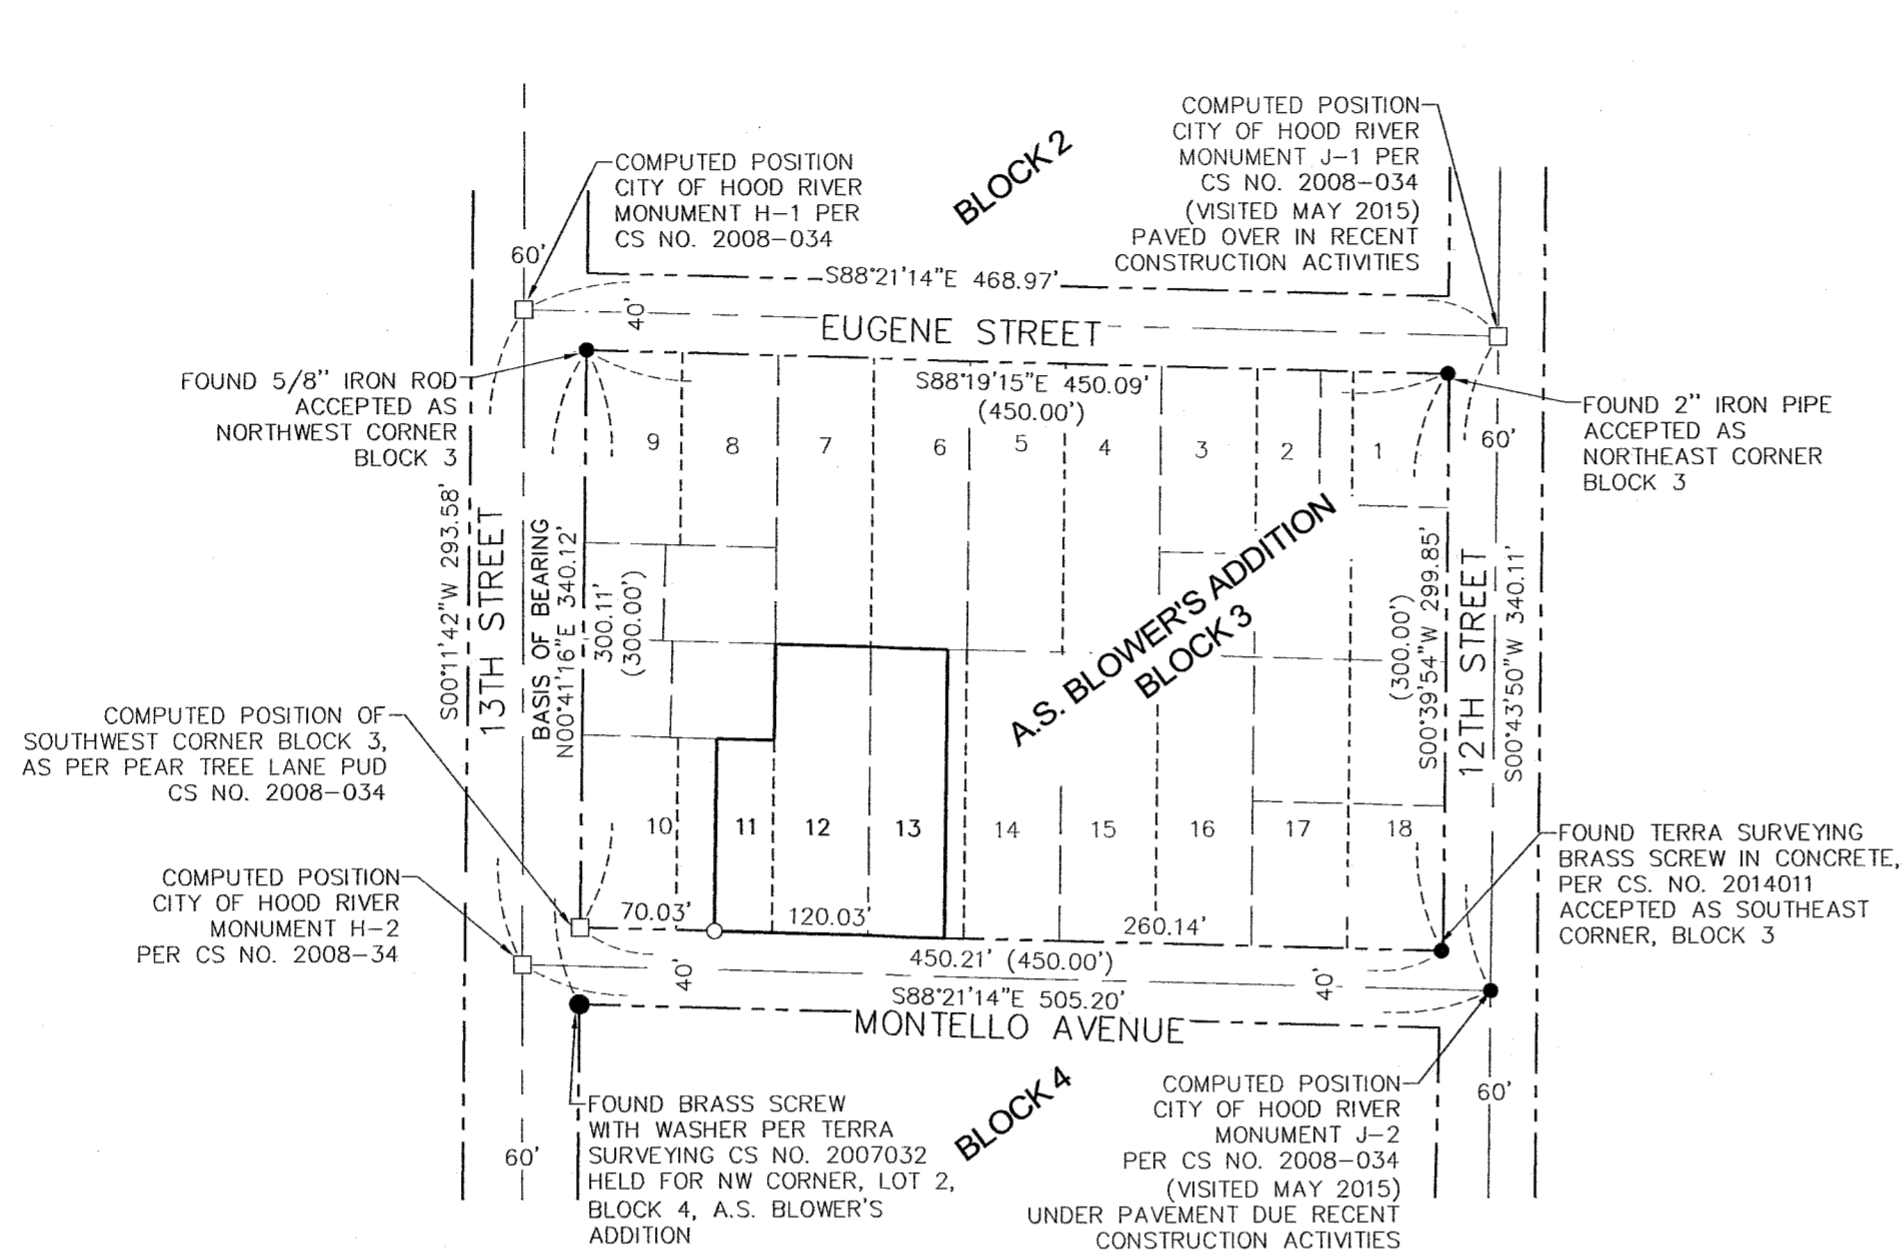 BLOCK 2
COMPUTED POSITION
CITY OF HOOD RIVER
MONUMENT H-1 PER
CS NO. 2008-034
COMPUTED POSITION
CITY OF HOOD RIVER
MONUMENT J-1 PER
CS NO. 2008-034
(VISITED MAY 2015)
PAVED OVER IN RECENT
CONSTRUCTION ACTIVITIES
60'
S88°21'14"E 468.97'
40'
EUGENE STREET
FOUND 5/8" IRON ROD
ACCEPTED AS
NORTHWEST CORNER
BLOCK 3
S88°19'15"E 450.09'
(450.00')
FOUND 2" IRON PIPE
ACCEPTED AS
NORTHEAST CORNER
BLOCK 3
60'
9 8 7 6 5 4 3 2 1
S00°11'42"W 293.58'
13TH STREET
BASIS OF BEARING
N00°41'16"E 340.12'
300.11'
(300.00')
A.S. BLOWER'S ADDITION
BLOCK 3
(300.00')
S00°39'54"W 299.85'
12TH STREET
S00°43'50"W 340.11'
COMPUTED POSITION OF
SOUTHWEST CORNER BLOCK 3,
AS PER PEAR TREE LANE PUD
CS NO. 2008-034
10 11 12 13 14 15 16 17 18
FOUND TERRA SURVEYING
BRASS SCREW IN CONCRETE,
PER CS. NO. 2014011
ACCEPTED AS SOUTHEAST
CORNER, BLOCK 3
COMPUTED POSITION
CITY OF HOOD RIVER
MONUMENT H-2
PER CS NO. 2008-34
70.03' 120.03' 260.14'
450.21' (450.00')
40'
40'
S88°21'14"E 505.20'
MONTELLO AVENUE
BLOCK 4
FOUND BRASS SCREW
WITH WASHER PER TERRA
SURVEYING CS NO. 2007032
HELD FOR NW CORNER, LOT 2,
BLOCK 4, A.S. BLOWER'S
ADDITION
60'
COMPUTED POSITION
CITY OF HOOD RIVER
MONUMENT J-2
PER CS NO. 2008-034
(VISITED MAY 2015)
UNDER PAVEMENT DUE RECENT
CONSTRUCTION ACTIVITIES
60'